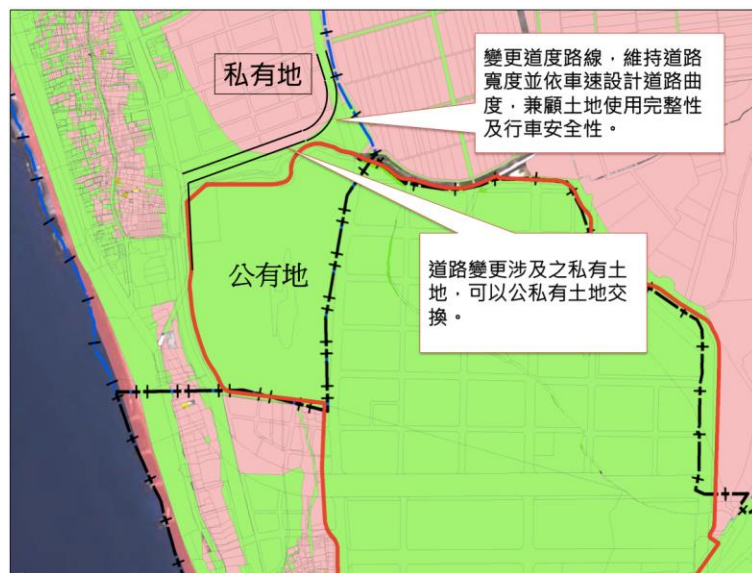 私有地
變更道度路線，維持道路
寬度並依車速設計道路曲
度，兼顧土地使用完整性
及行車安全性。
公有地
道路變更涉及之私有土
地，可以公私有土地交
換。